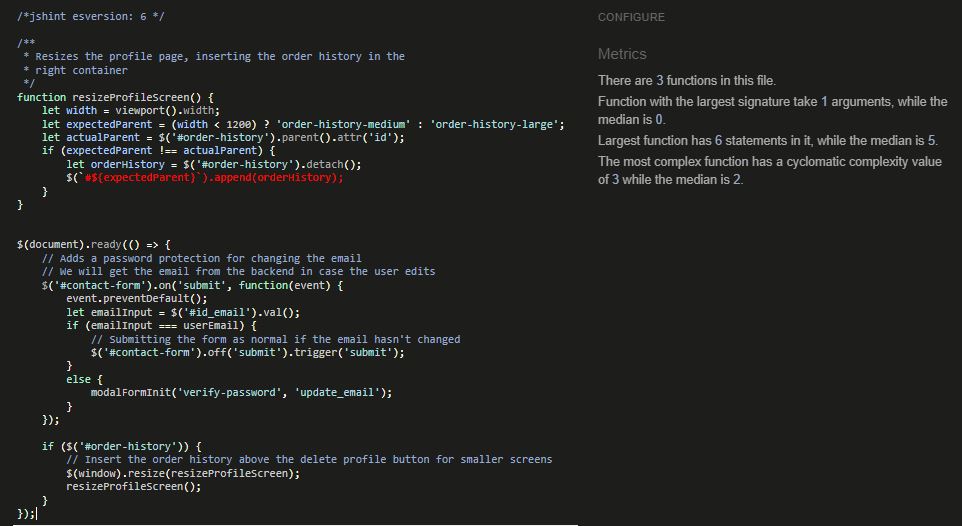 /*jshint esversion: 6 */
/**
 * Resizes the profile page, inserting the order history in the
 * right container
 */
function resizeProfileScreen() {
    let width = viewport().width;
    let expectedParent = (width < 1200) ? 'order-history-medium' : 'order-history-large';
    let actualParent = $('#order-history').parent().attr('id');
    if (expectedParent !== actualParent) {
        let orderHistory = $('#order-history').detach();
        $(`#${expectedParent}`).append(orderHistory);
    }
}
$(document).ready(() => {
    // Adds a password protection for changing the email
    // We will get the email from the backend in case the user edits
    $('#contact-form').on('submit', function(event) {
        event.preventDefault();
        let emailInput = $('#id_email').val();
        if (emailInput === userEmail) {
            // Submitting the form as normal if the email hasn't changed
            $('#contact-form').off('submit').trigger('submit');
        }
        else {
            modalFormInit('verify-password', 'update_email');
        }
    });
    if ($('#order-history')) {
        // Insert the order history above the delete profile button for smaller screens
        $(window).resize(resizeProfileScreen);
        resizeProfileScreen();
    }
});
CONFIGURE
Metrics
There are 3 functions in this file.
Function with the largest signature take 1 arguments, while the
median is 0.
Largest function has 6 statements in it, while the median is 5.
The most complex function has a cyclomatic complexity value
of 3 while the median is 2.